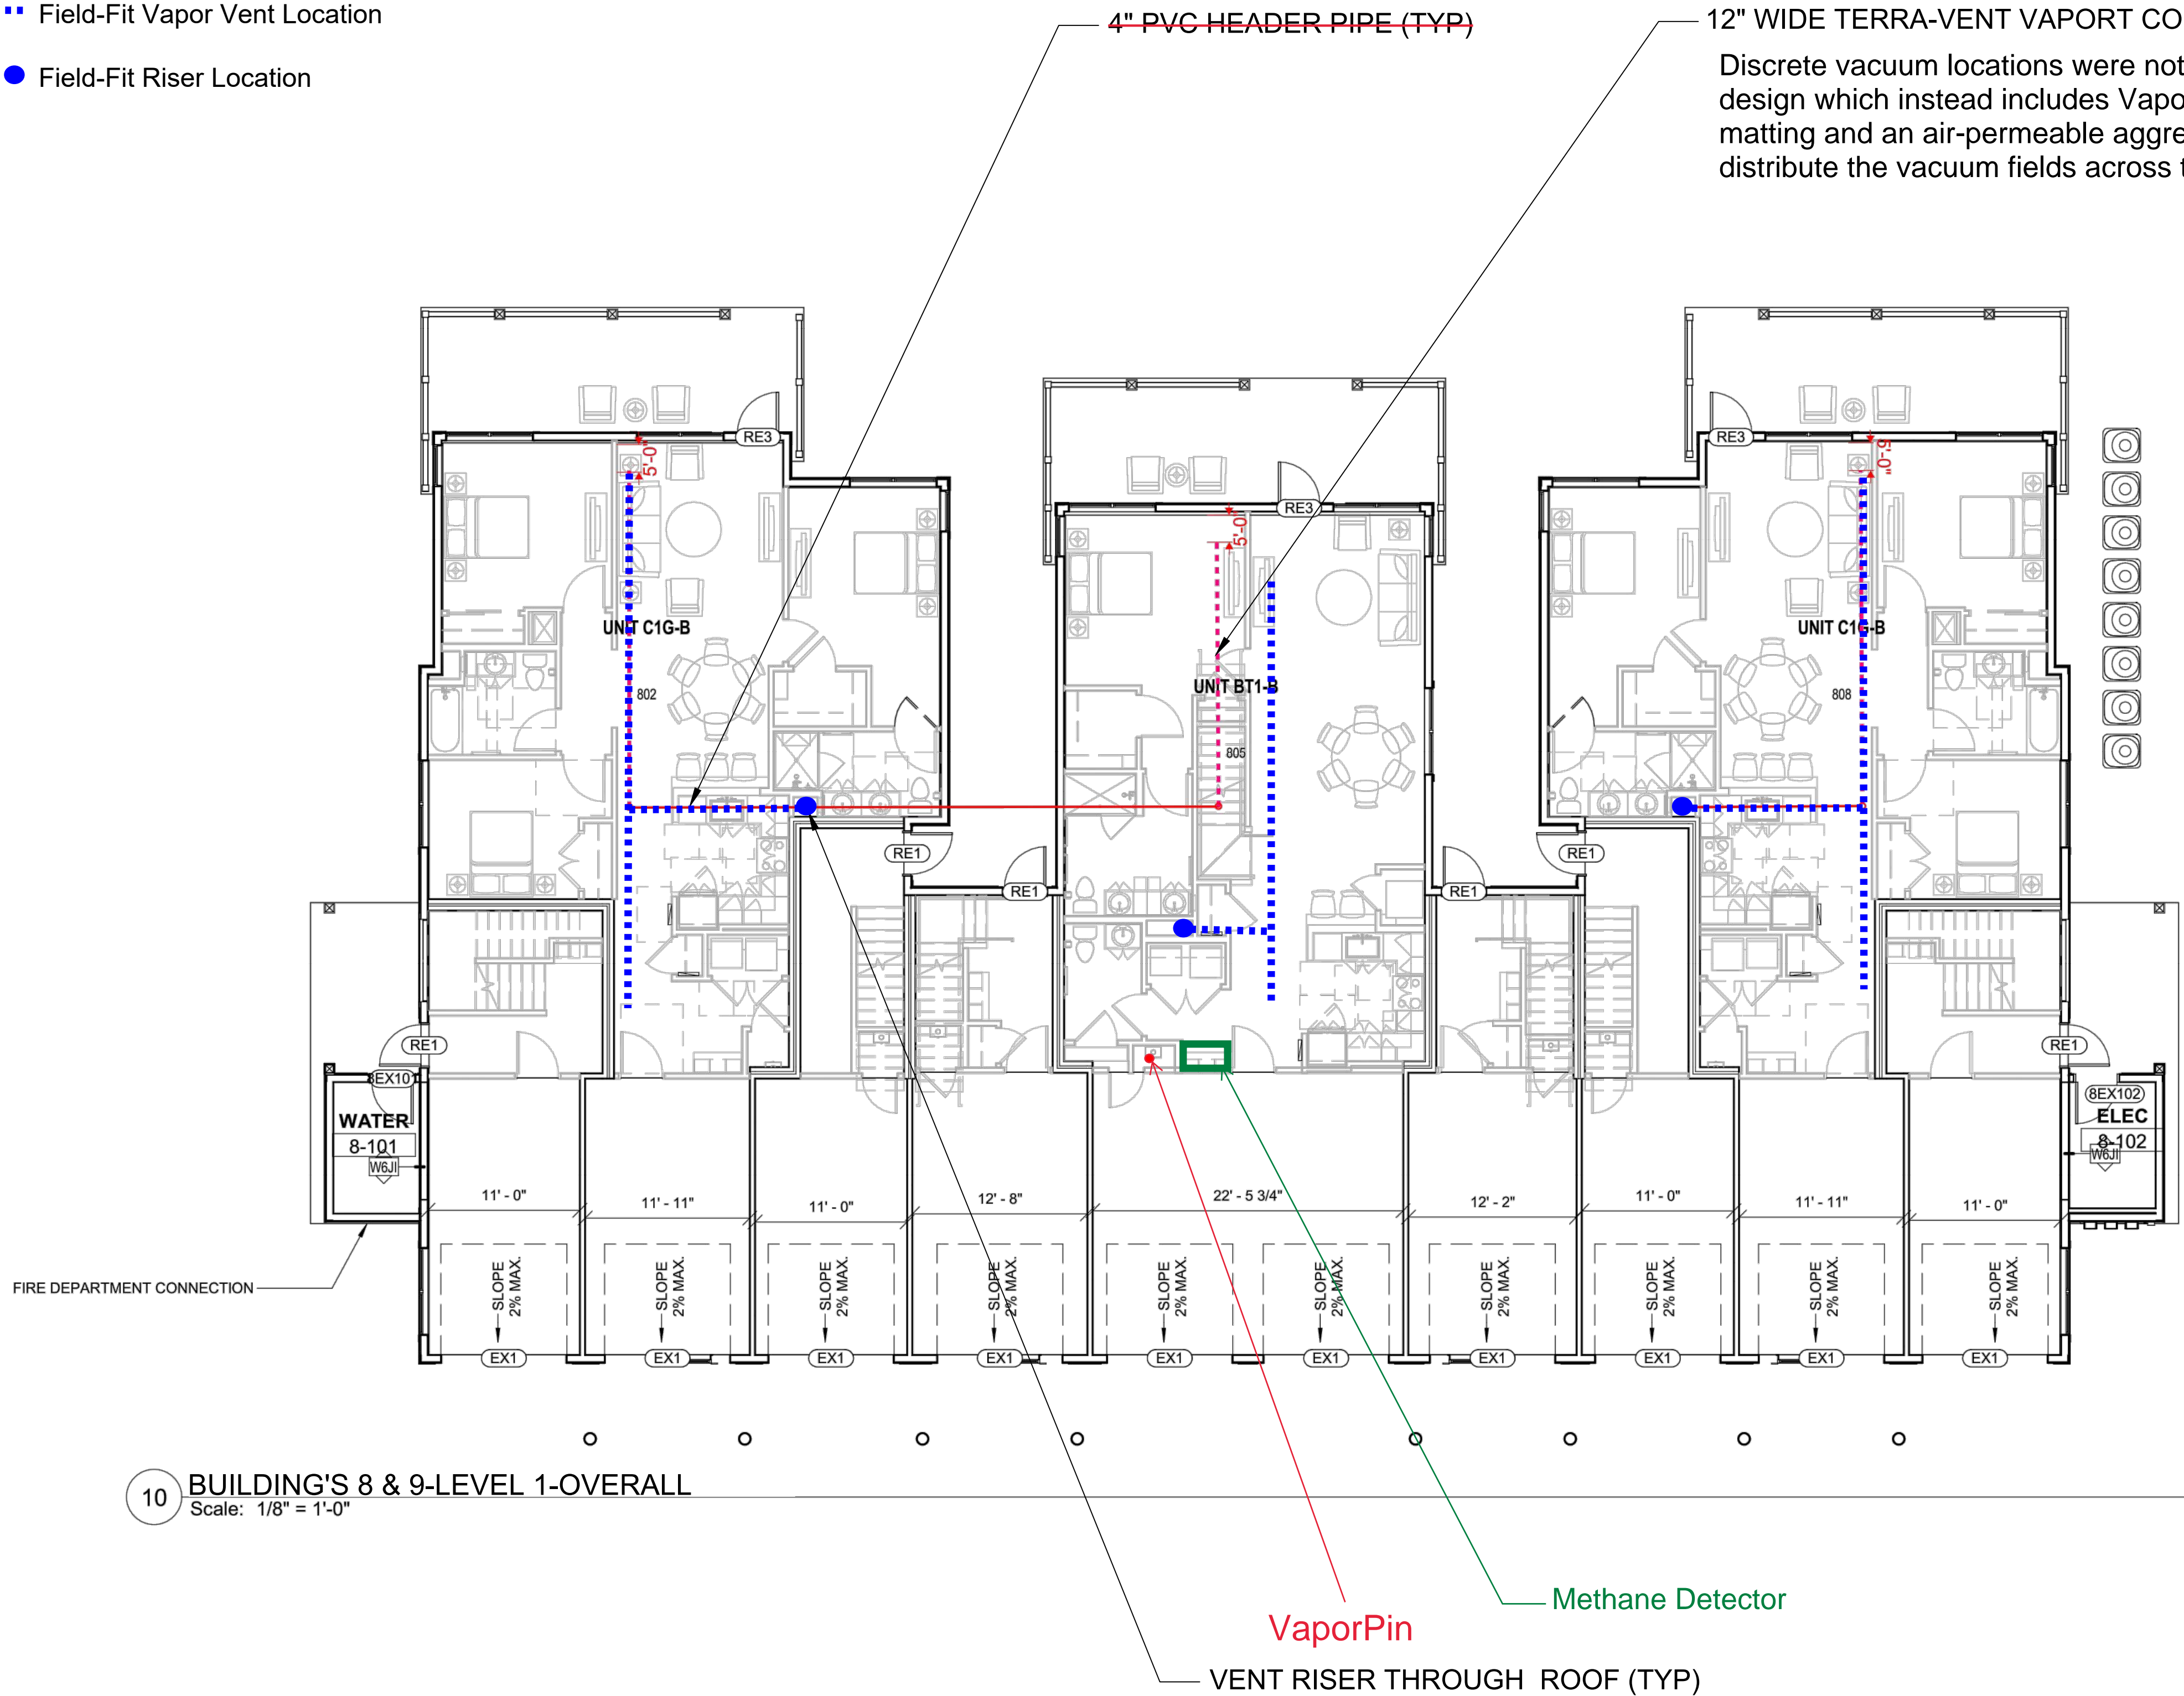 Field-Fit Vapor Vent Location
4" PVC HEADER PIPE (TYP)
12" WIDE TERRA-VENT VAPORT CO
Field-Fit Riser Location
Discrete vacuum locations were not
design which instead includes Vapo
matting and an air-permeable aggre
distribute the vacuum fields across t
RE3
5'-0"
RE3
5'-0"
RE3
5'-0"
UNIT C1G-B
802
UNIT BT1-B
805
UNIT C1G-B
808
RE1
RE1
RE1
RE1
RE1
RE1
8EX101
WATER
8-101
W6JI
8EX102
ELEC
8-102
W6JI
11' - 0"
11' - 11"
11' - 0"
12' - 8"
22' - 5 3/4"
12' - 2"
11' - 0"
11' - 11"
11' - 0"
FIRE DEPARTMENT CONNECTION
SLOPE
2% MAX.
SLOPE
2% MAX.
SLOPE
2% MAX.
SLOPE
2% MAX.
SLOPE
2% MAX.
SLOPE
2% MAX.
SLOPE
2% MAX.
SLOPE
2% MAX.
SLOPE
2% MAX.
SLOPE
2% MAX.
EX1
EX1
EX1
EX1
EX1
EX1
EX1
EX1
EX1
EX1
10
BUILDING'S 8 & 9-LEVEL 1-OVERALL
Scale: 1/8" = 1'-0"
Methane Detector
VaporPin
VENT RISER THROUGH ROOF (TYP)